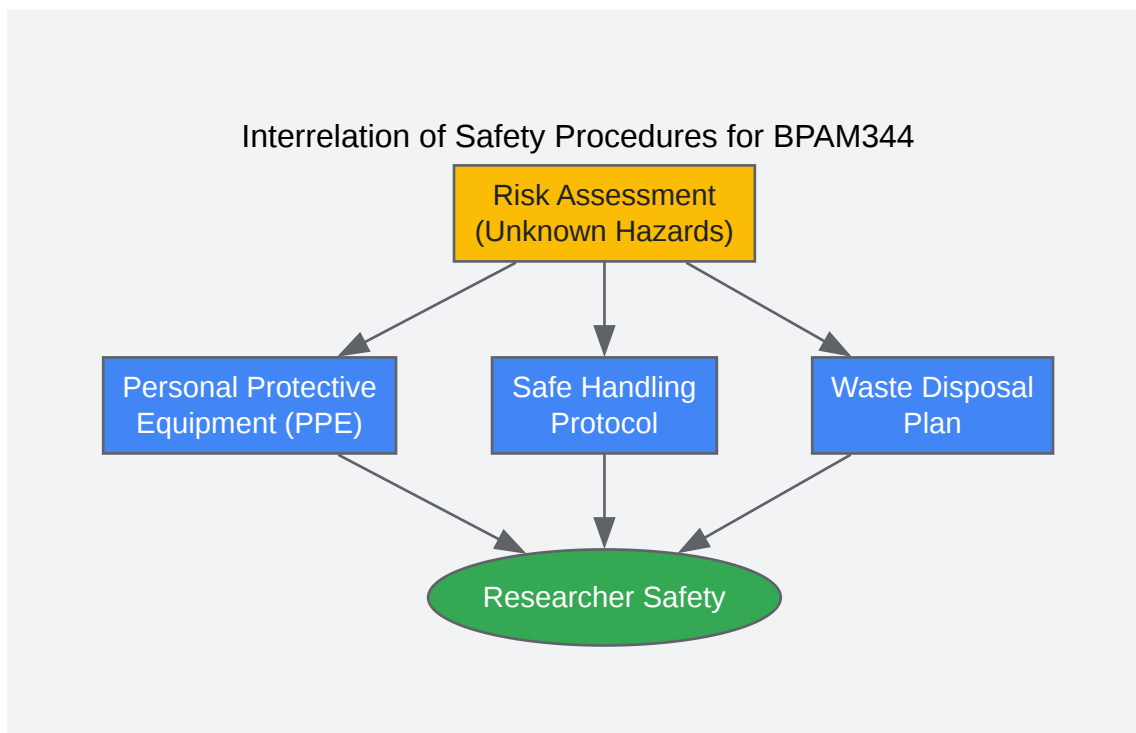 Interrelation of Safety Procedures for BPAM344
Risk Assessment
(Unknown Hazards)
Personal Protective
Equipment (PPE)
Safe Handling
Protocol
Waste Disposal
Plan
Researcher Safety